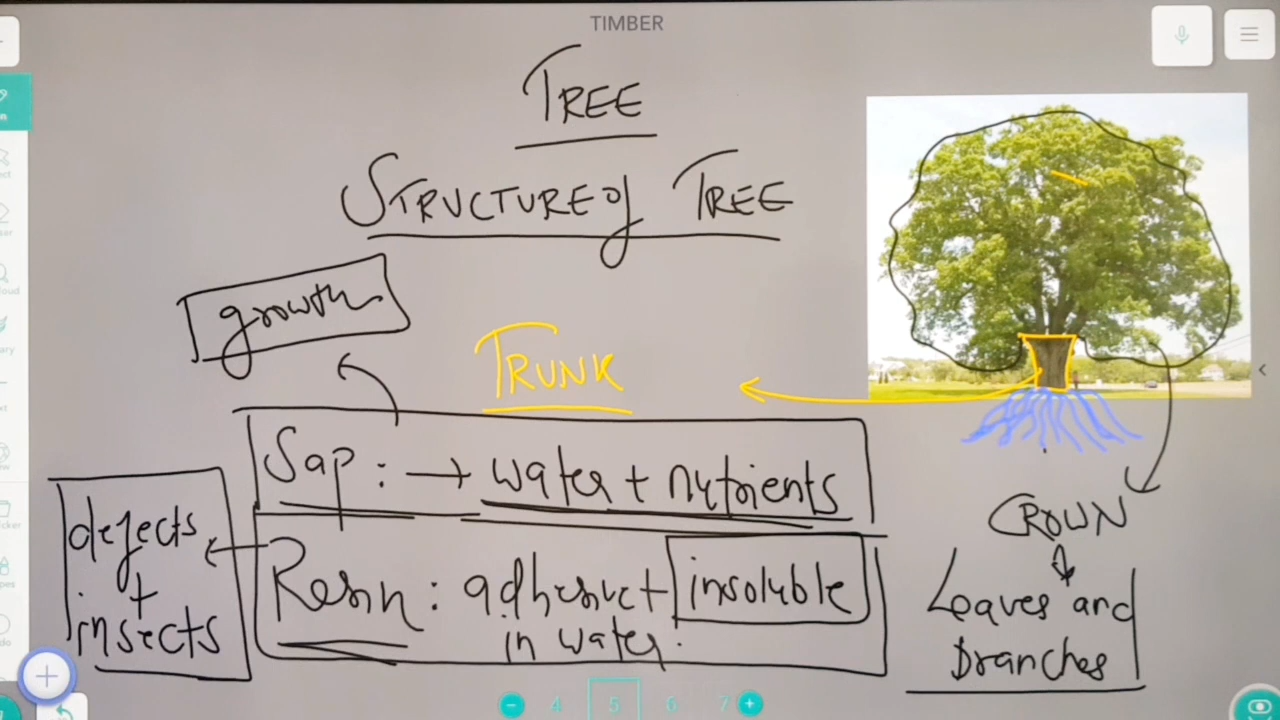 TIMBER
TREE
STRUCTURE of TREE
growth
TRUNK
Sap : → water + nutrients
defects
+
insects
Resin : adhesive + insoluble
in water.
CROWN
Leaves and
branches
4 5 6 7